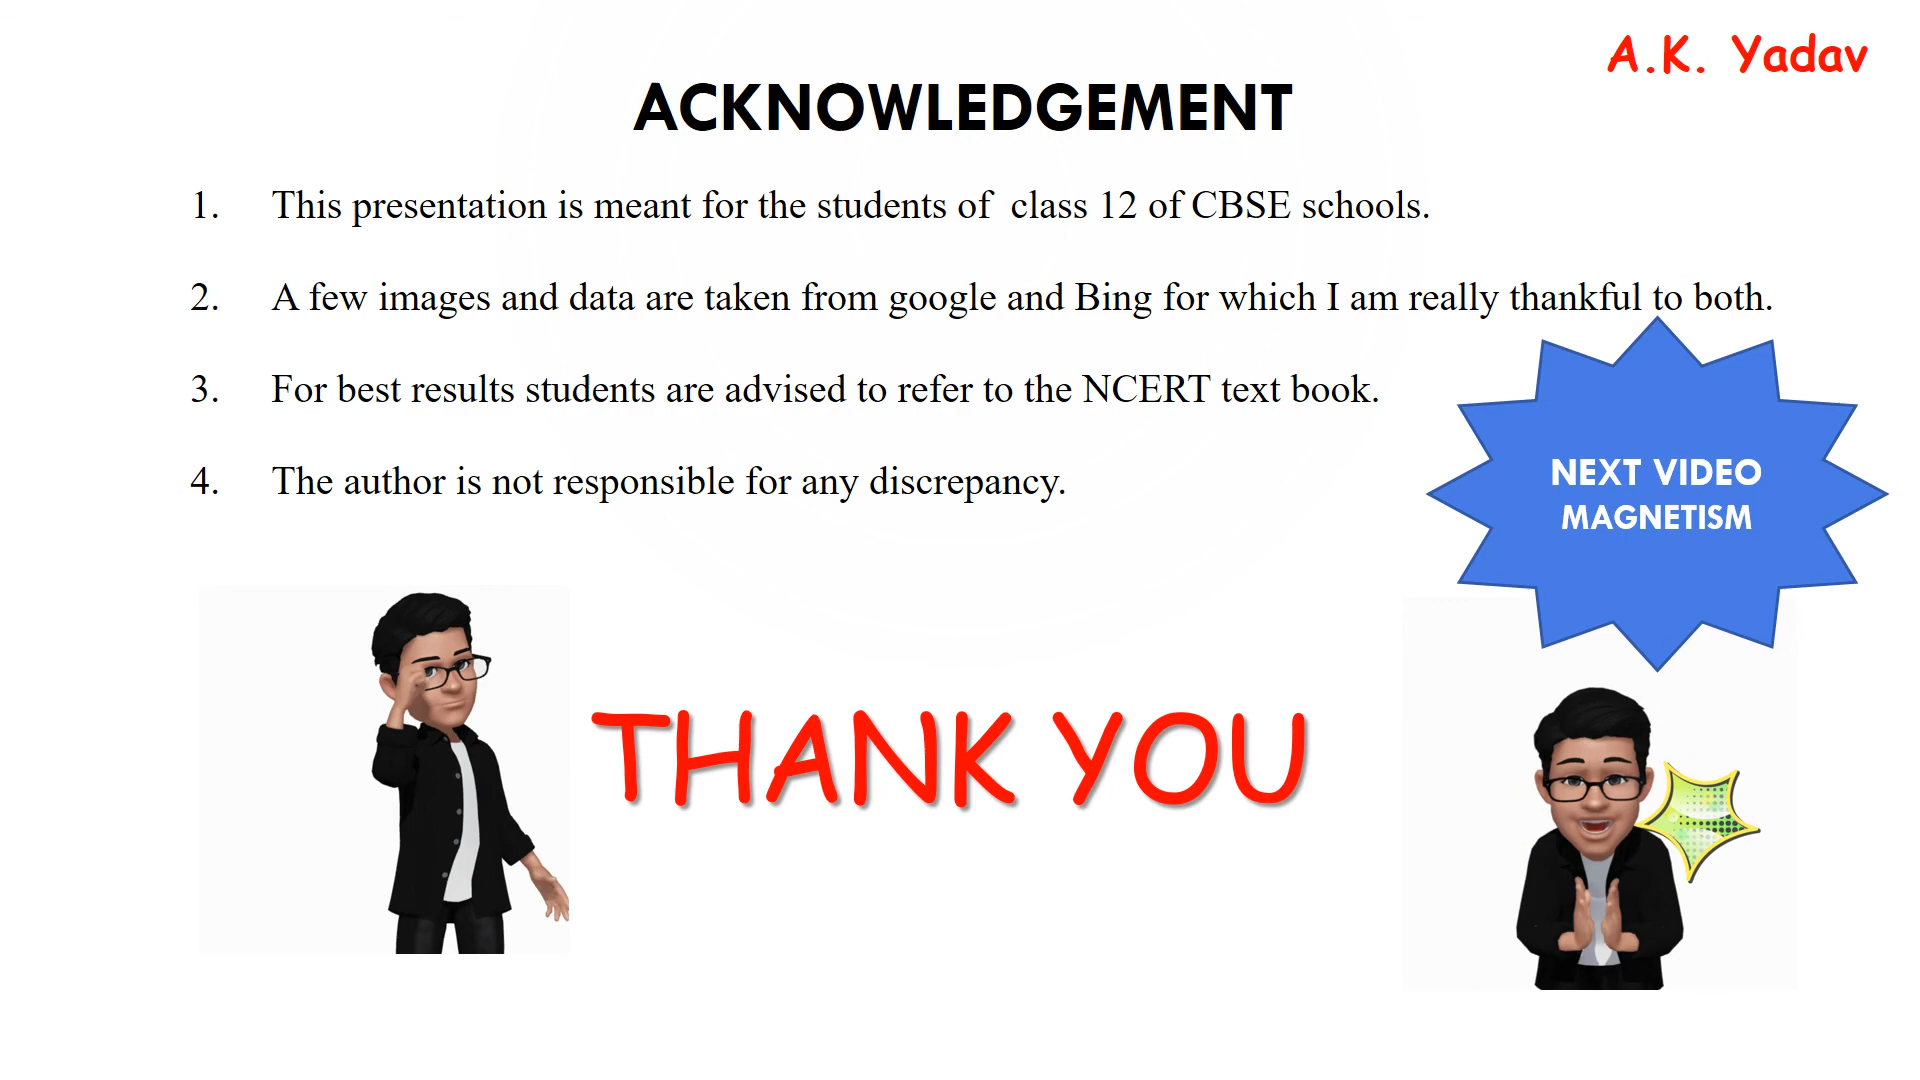 A.K. Yadav
ACKNOWLEDGEMENT
1. This presentation is meant for the students of class 12 of CBSE schools.
2. A few images and data are taken from google and Bing for which I am really thankful to both.
3. For best results students are advised to refer to the NCERT text book.
4. The author is not responsible for any discrepancy.
NEXT VIDEO
MAGNETISM
THANK YOU